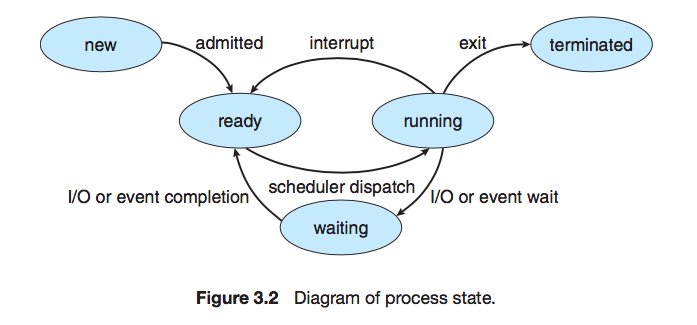 new
admitted
interrupt
exit
terminated
ready
running
I/O or event completion
scheduler dispatch
I/O or event wait
waiting
Figure 3.2 Diagram of process state.